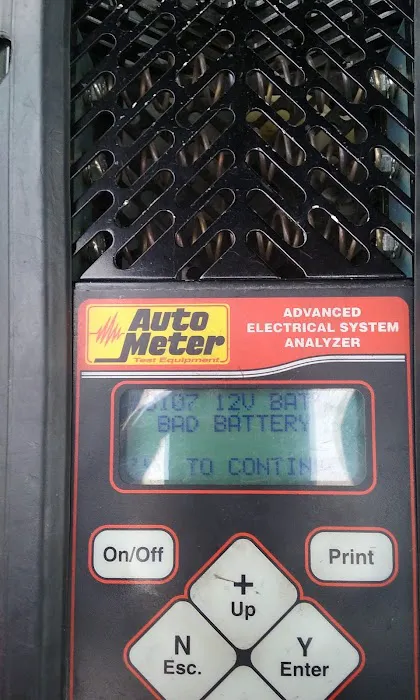 Auto
Meter
Test Equipment
ADVANCED
ELECTRICAL SYSTEM
ANALYZER
12V BAT
BAD BATTERY
TO CONTIN
On/Off
Print
+
Up
N
Esc.
Y
Enter